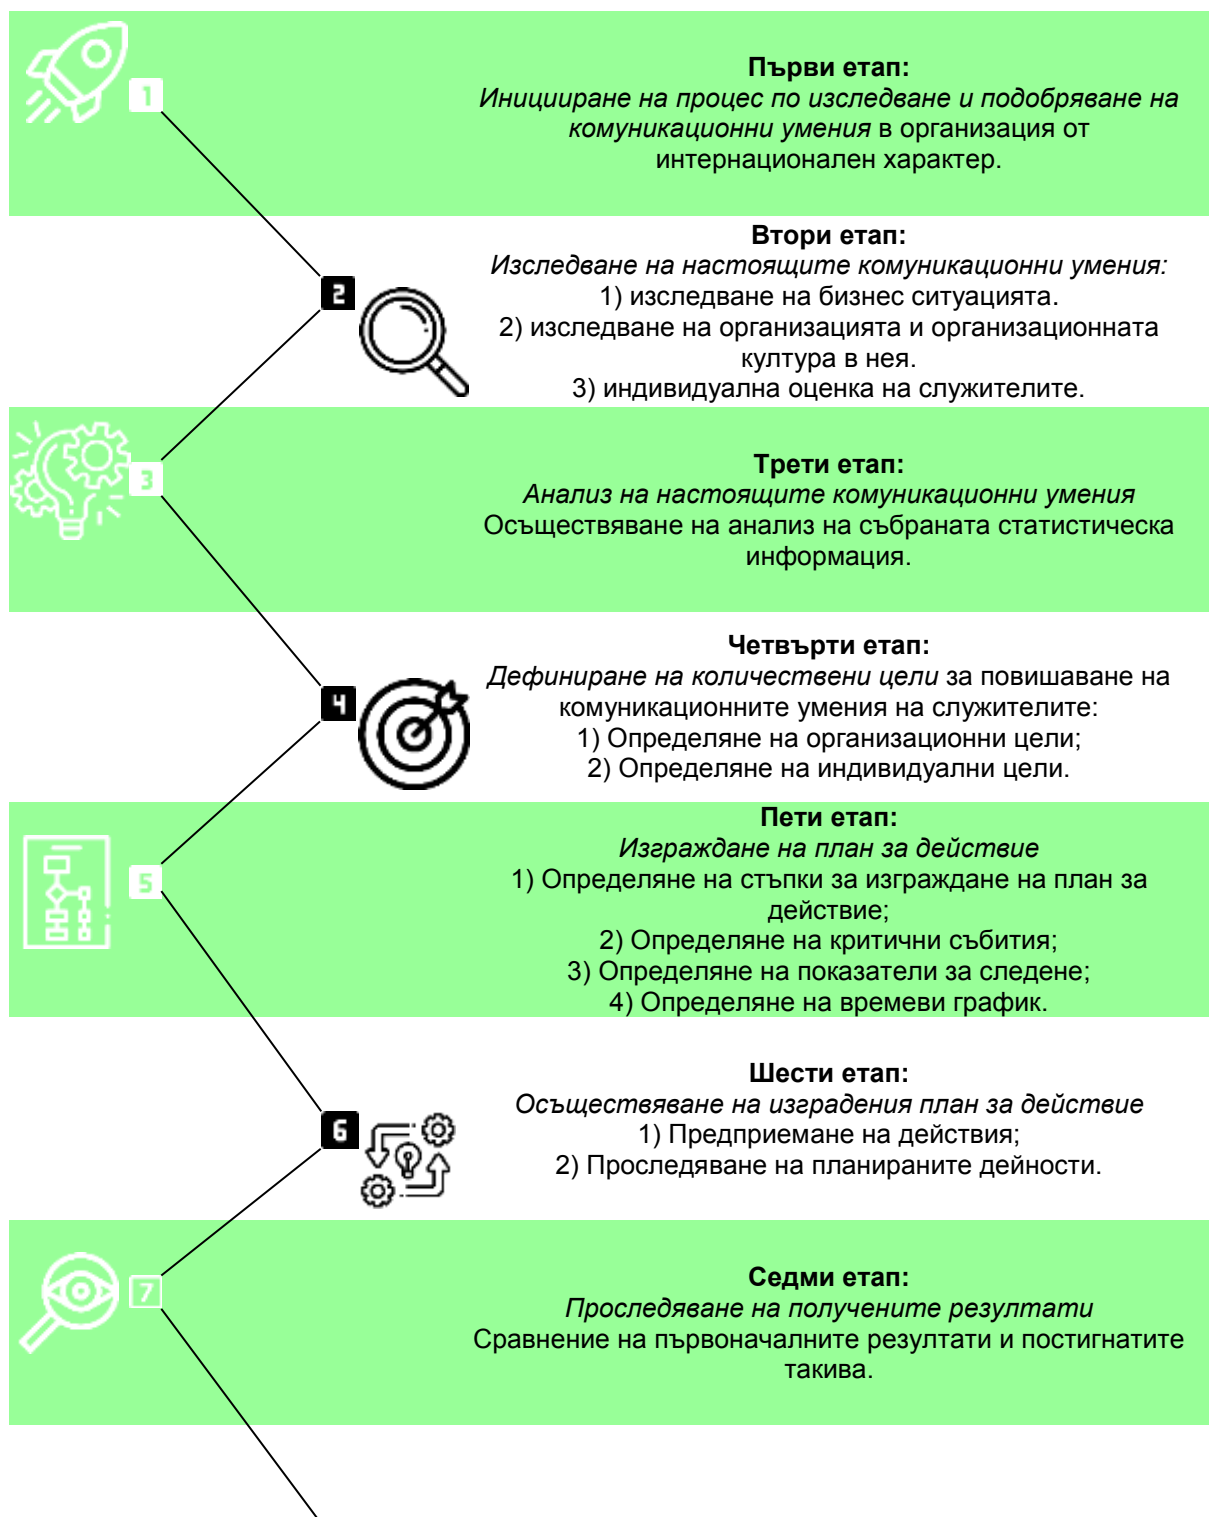 1
Първи етап:
Иницииране на процес по изследване и подобряване на
комуникационни умения в организация от
интернационален характер.
2
Втори етап:
Изследване на настоящите комуникационни умения:
1) изследване на бизнес ситуацията.
2) изследване на организацията и организационната
култура в нея.
3) индивидуална оценка на служителите.
3
Трети етап:
Анализ на настоящите комуникационни умения
Осъществяване на анализ на събраната статистическа
информация.
4
Четвърти етап:
Дефиниране на количествени цели за повишаване на
комуникационните умения на служителите:
1) Определяне на организационни цели;
2) Определяне на индивидуални цели.
5
Пети етап:
Изграждане на план за действие
1) Определяне на стъпки за изграждане на план за
действие;
2) Определяне на критични събития;
3) Определяне на показатели за следене;
4) Определяне на времеви график.
6
Шести етап:
Осъществяване на изградения план за действие
1) Предприемане на действия;
2) Проследяване на планираните дейности.
7
Седми етап:
Проследяване на получените резултати
Сравнение на първоначалните резултати и постигнатите
такива.